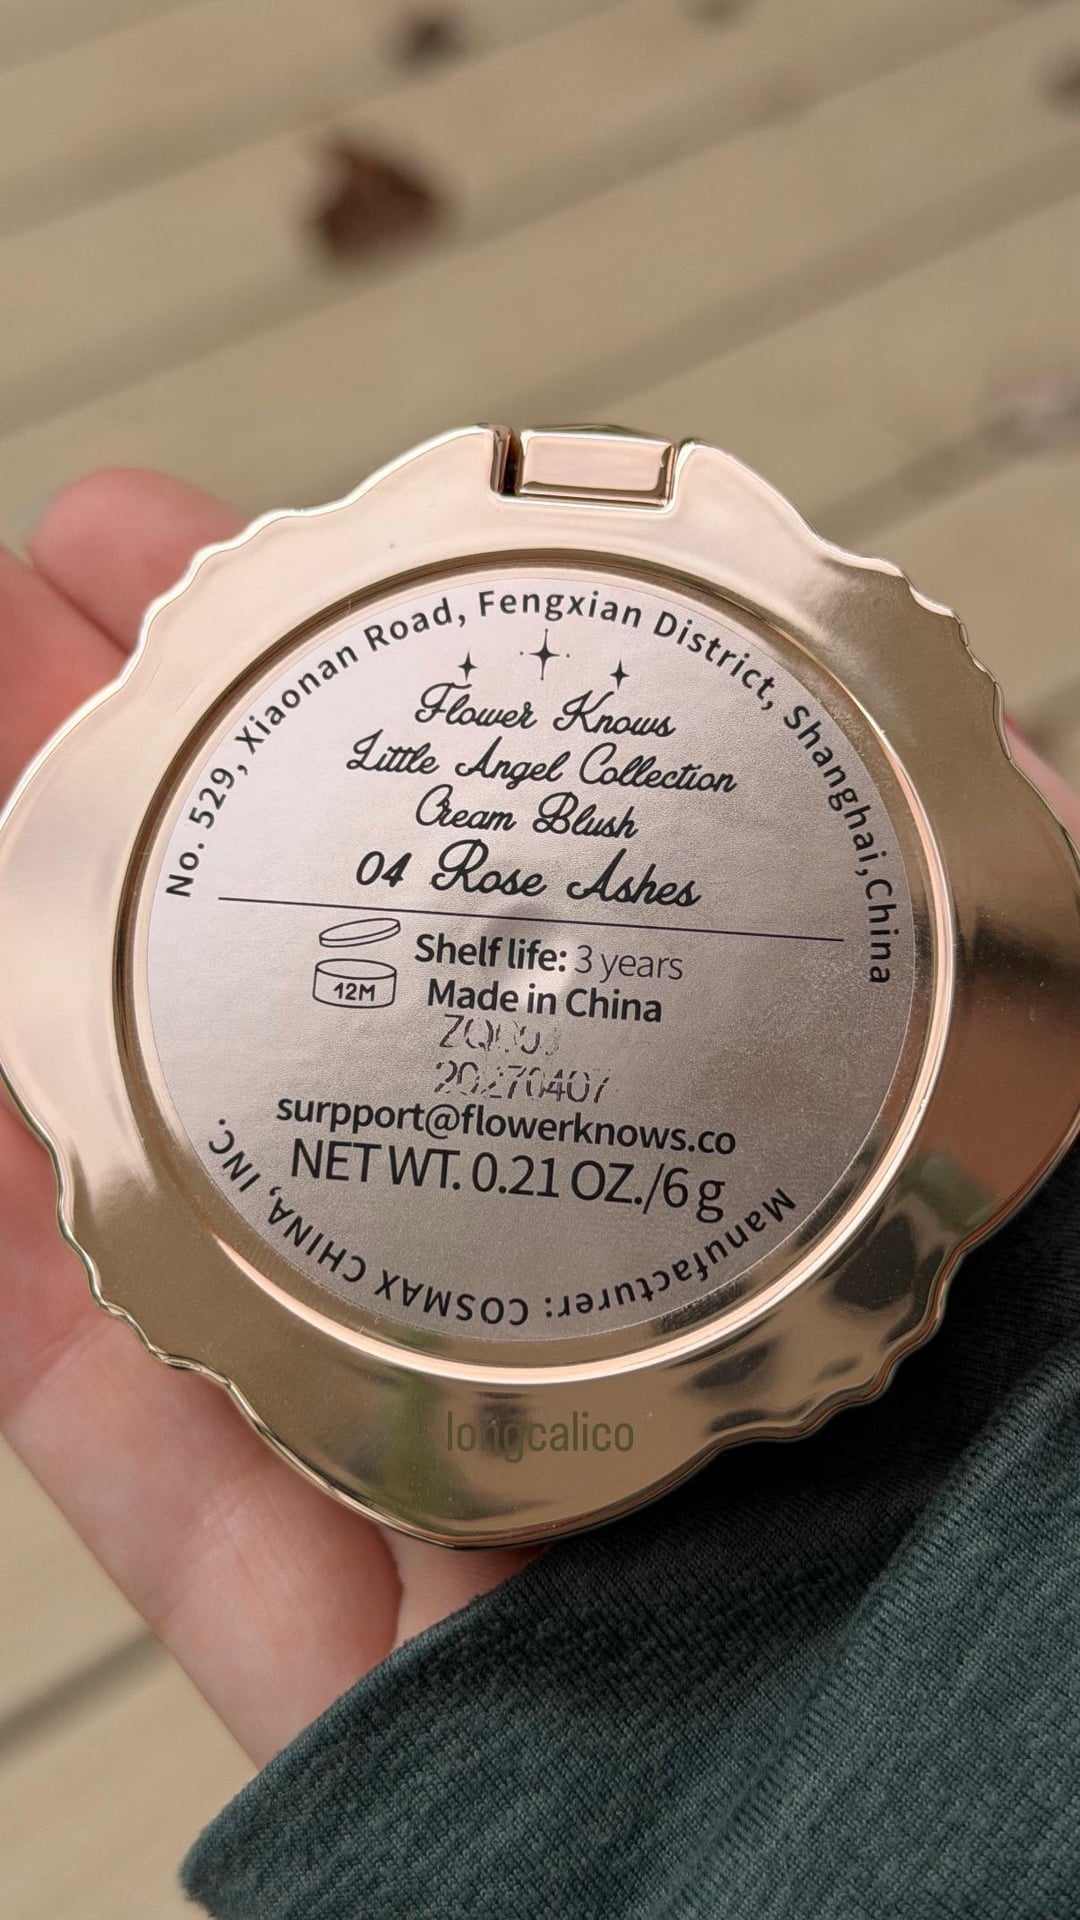 No. 529, Xiaonan Road, Fengxian District, Shanghai,China
Flower Knows
Little Angel Collection
Cream Blush
04 Rose Ashes
12M
Shelf life: 3 years
Made in China
20270407
surpport@flowerknows.co
NET WT. 0.21 OZ./6 g
Manufacturer: COSMAX CHINA, INC.
longcalico